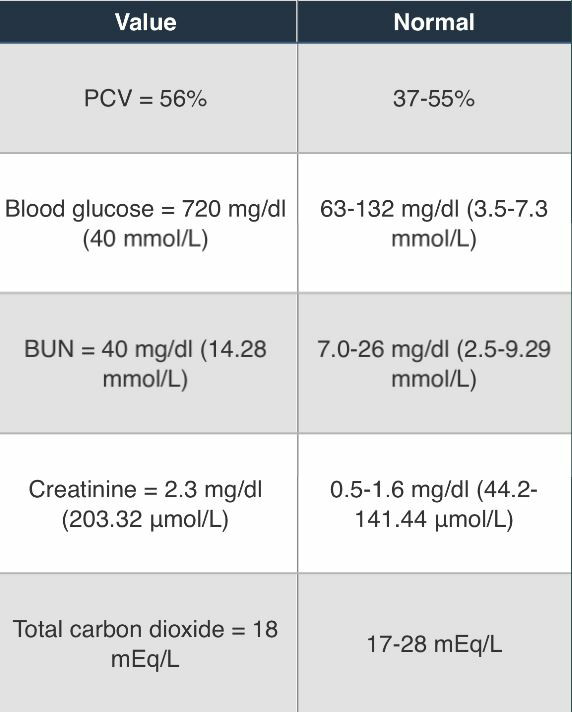 Value
Normal
PCV = 56%
37-55%
Blood glucose = 720 mg/dl
(40 mmol/L)
63-132 mg/dl (3.5-7.3
mmol/L)
BUN = 40 mg/dl (14.28
mmol/L)
7.0-26 mg/dl (2.5-9.29
mmol/L)
Creatinine = 2.3 mg/dl
(203.32 μmol/L)
0.5-1.6 mg/dl (44.2-
141.44 μmol/L)
Total carbon dioxide = 18
mEq/L
17-28 mEq/L